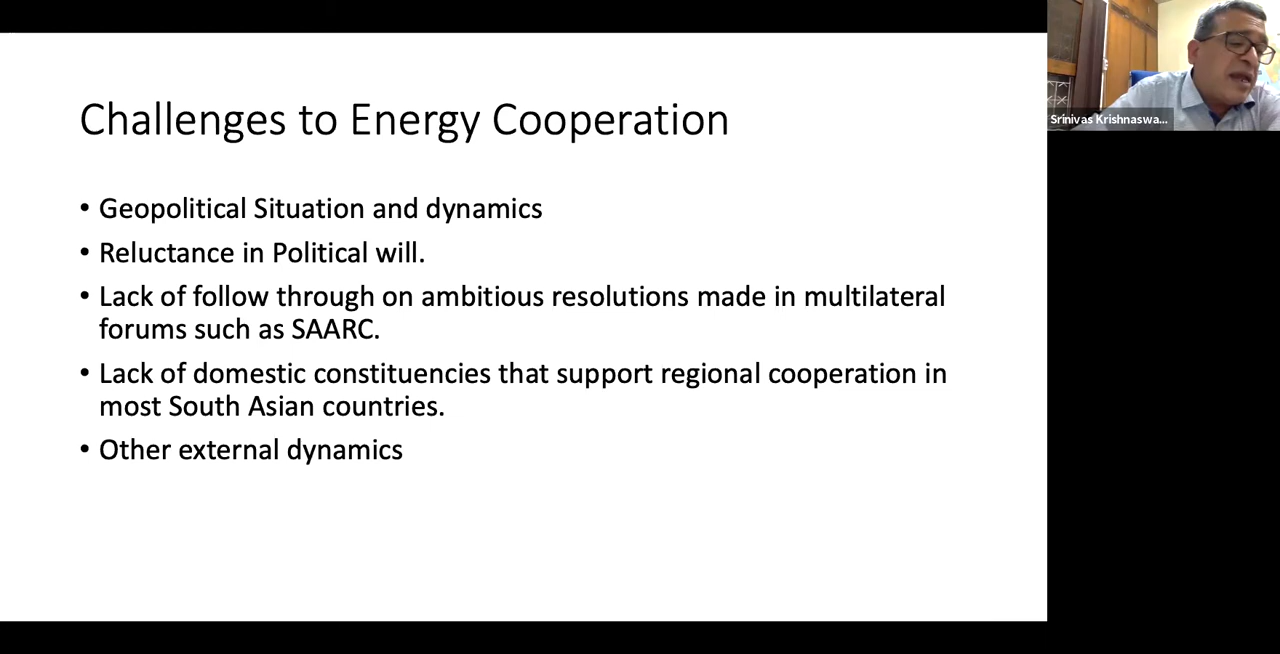 Challenges to Energy Cooperation
• Geopolitical Situation and dynamics
• Reluctance in Political will.
• Lack of follow through on ambitious resolutions made in multilateral
forums such as SAARC.
• Lack of domestic constituencies that support regional cooperation in
most South Asian countries.
• Other external dynamics
Srinivas Krishnaswa...